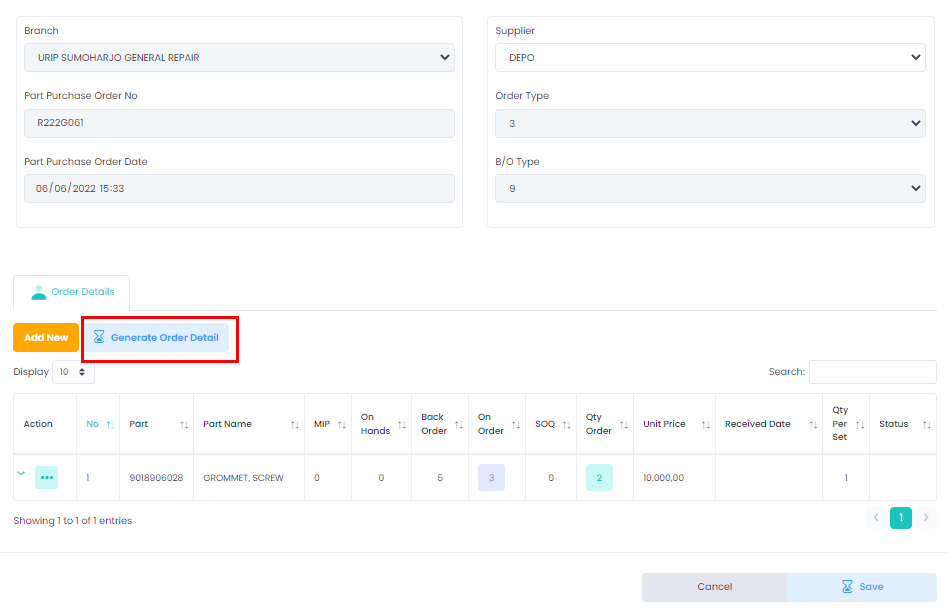 Branch
URIP SUMOHARJO GENERAL REPAIR
Part Purchase Order No
R222G061
Part Purchase Order Date
06/06/2022 15:33
Supplier
DEPO
Order Type
3
B/O Type
9
Order Details
Add New
Generate Order Detail
Display 10
Search:
Action No Part Part Name MIP On Hands Back Order On Order SOQ Qty Order Unit Price Received Date Qty Per Set Status
1 9018906028 GROMMET, SCREW 0 0 5 3 0 2 10.000,00 1
Showing 1 to 1 of 1 entries
1
Cancel
Save